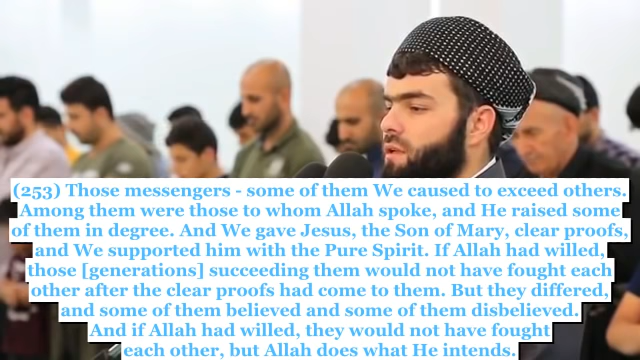 (253) Those messengers - some of them We caused to exceed others.
Among them were those to whom Allah spoke, and He raised some
of them in degree. And We gave Jesus, the Son of Mary, clear proofs,
and We supported him with the Pure Spirit. If Allah had willed,
those [generations] succeeding them would not have fought each
other after the clear proofs had come to them. But they differed,
and some of them believed and some of them disbelieved.
And if Allah had willed, they would not have fought
each other, but Allah does what He intends.